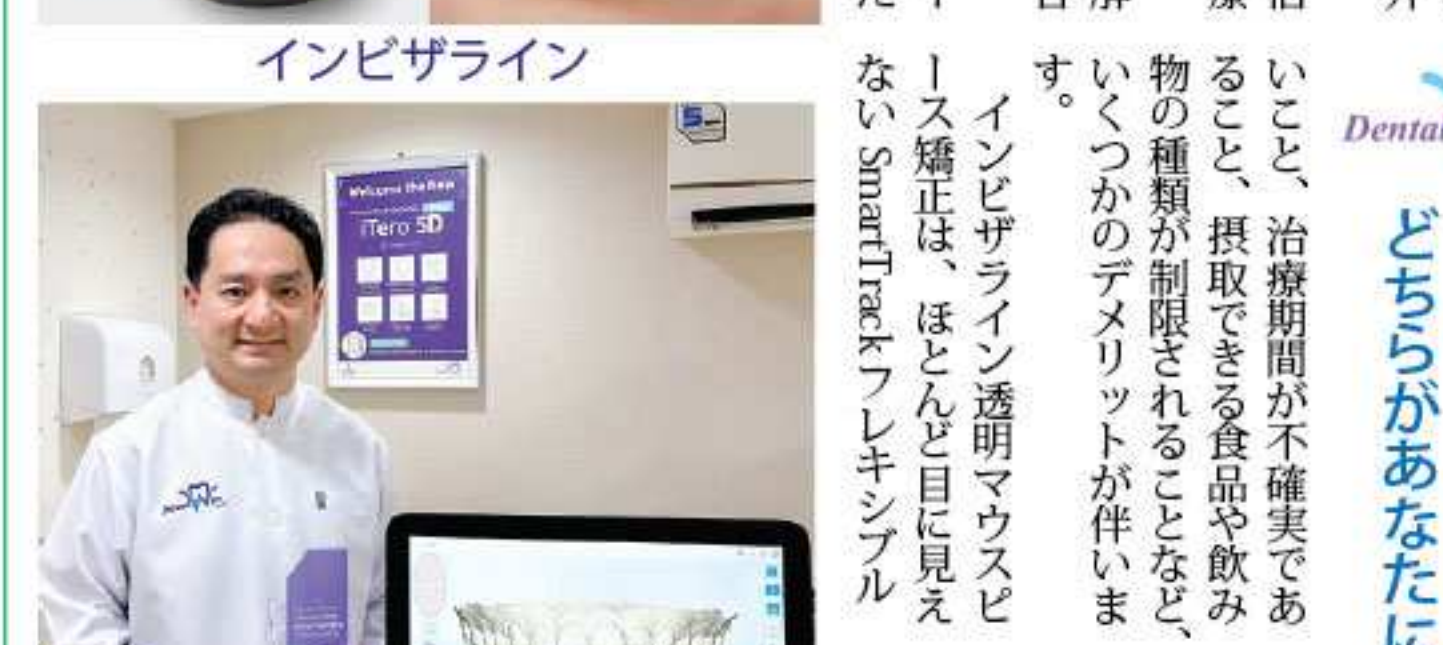 インビザライン
Welcome the New
iTero 5D
Dental
どちらがあなたに
いこと、治療期間が不確実であ
ること、摂取できる食品や飲み
物の種類が制限されることなど、
いくつかのデメリットが伴いま
す。
インビザライン透明マウスピ
ース矯正は、ほとんど目に見え
ない SmartTrackフレキシブル